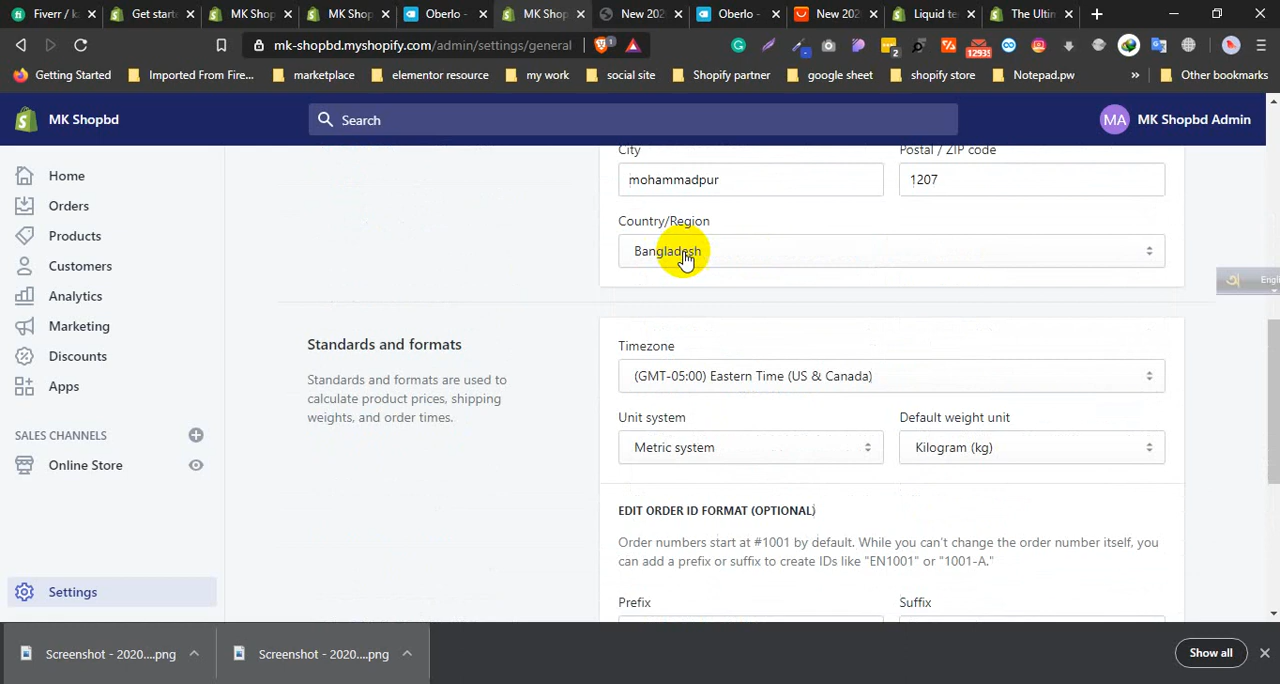 Fiverr / ka
Get starte
MK Shop
MK Shop
Oberlo -
MK Shop
New 202
Oberlo -
New 202
Liquid te
The Ultim
mk-shopbd.myshopify.com/admin/settings/general
1
2
12935
Getting Started
Imported From Fire...
marketplace
elementor resource
my work
social site
Shopify partner
google sheet
shopify store
Notepad.pw
»
Other bookmarks
MK Shopbd
Search
MA
MK Shopbd Admin
Home
Orders
Products
Customers
Analytics
Marketing
Discounts
Apps
SALES CHANNELS
Online Store
Settings
City
Postal / ZIP code
mohammadpur
1207
Country/Region
Bangladesh
অ Engli
Standards and formats
Standards and formats are used to
calculate product prices, shipping
weights, and order times.
Timezone
(GMT-05:00) Eastern Time (US & Canada)
Unit system
Default weight unit
Metric system
Kilogram (kg)
EDIT ORDER ID FORMAT (OPTIONAL)
Order numbers start at #1001 by default. While you can't change the order number itself, you
can add a prefix or suffix to create IDs like "EN1001" or "1001-A."
Prefix
Suffix
Screenshot - 2020....png
Screenshot - 2020....png
Show all